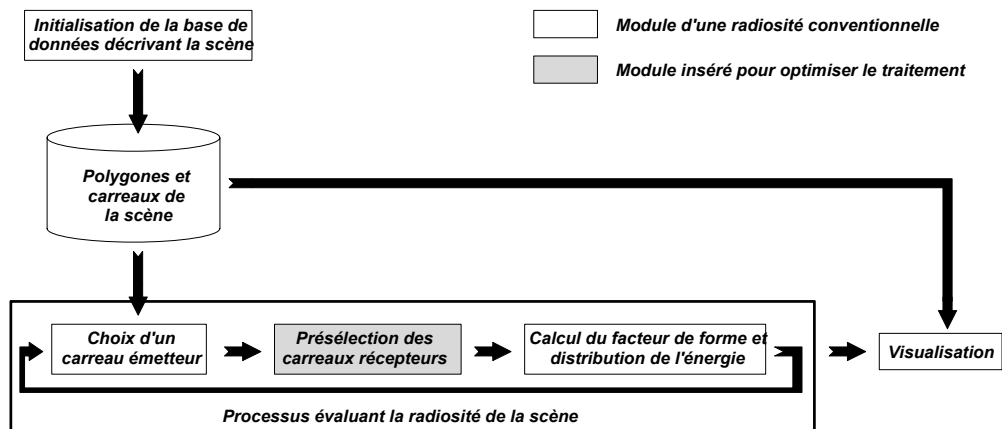 Initialisation de la base de
données décrivant la scène
Module d'une radiosité conventionnelle
Module inséré pour optimiser le traitement
Polygones et
carreaux de
la scène
Choix d'un
carreau émetteur
Présélection des
carreaux récepteurs
Calcul du facteur de forme et
distribution de l'énergie
Visualisation
Processus évaluant la radiosité de la scène